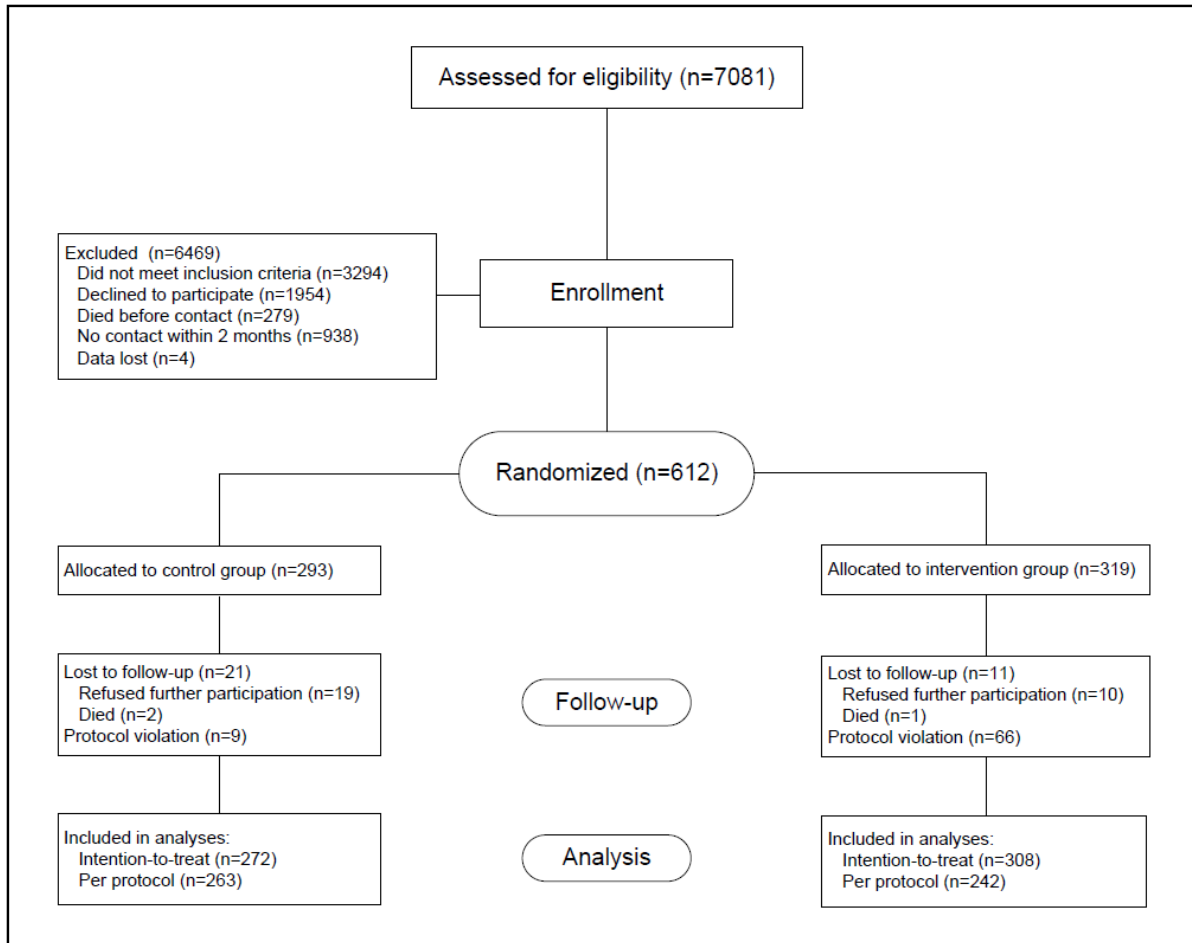 Assessed for eligibility (n=7081)
Excluded (n=6469)
Did not meet inclusion criteria (n=3294)
Declined to participate (n=1954)
Died before contact (n=279)
No contact within 2 months (n=938)
Data lost (n=4)
Enrollment
Randomized (n=612)
Allocated to control group (n=293)
Allocated to intervention group (n=319)
Lost to follow-up (n=21)
Refused further participation (n=19)
Died (n=2)
Protocol violation (n=9)
Follow-up
Lost to follow-up (n=11)
Refused further participation (n=10)
Died (n=1)
Protocol violation (n=66)
Included in analyses:
Intention-to-treat (n=272)
Per protocol (n=263)
Analysis
Included in analyses:
Intention-to-treat (n=308)
Per protocol (n=242)